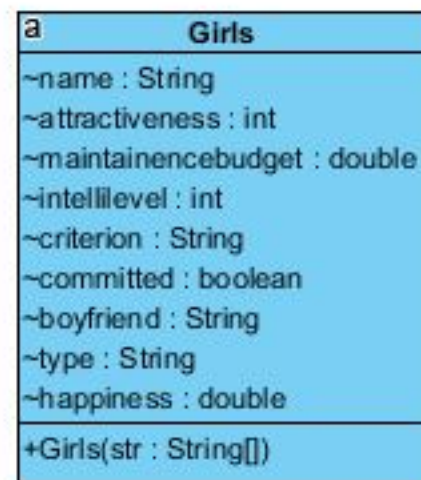 a
Girls
~name : String
~attractiveness : int
~maintainencebudget : double
~intellilevel : int
~criterion : String
~committed : boolean
~boyfriend : String
~type : String
~happiness : double
+Girls(str : String[])